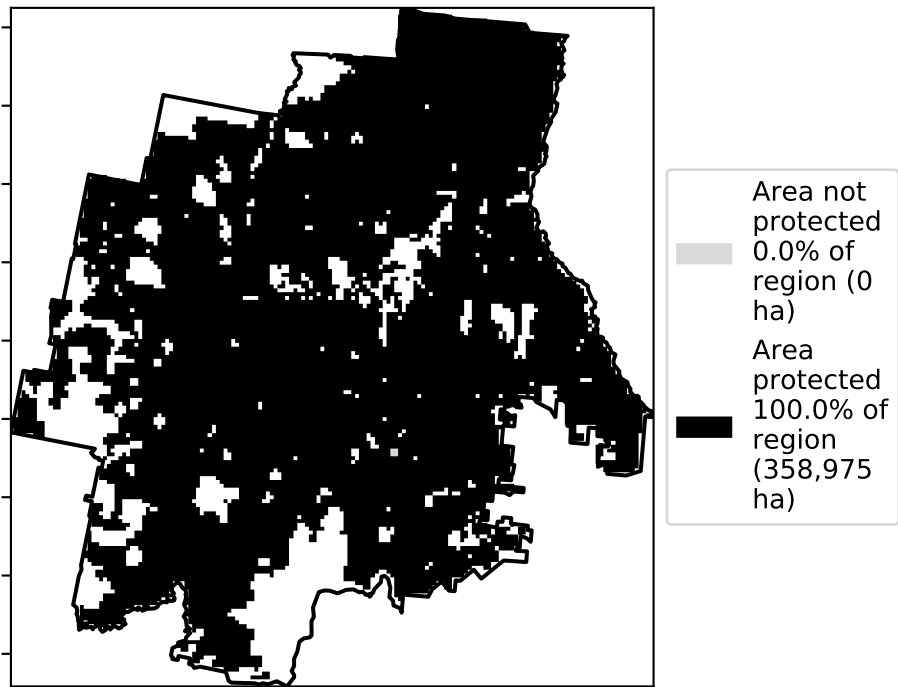 Area not
protected
0.0% of
region (0
ha)
Area
protected
100.0% of
region
(358,975
ha)